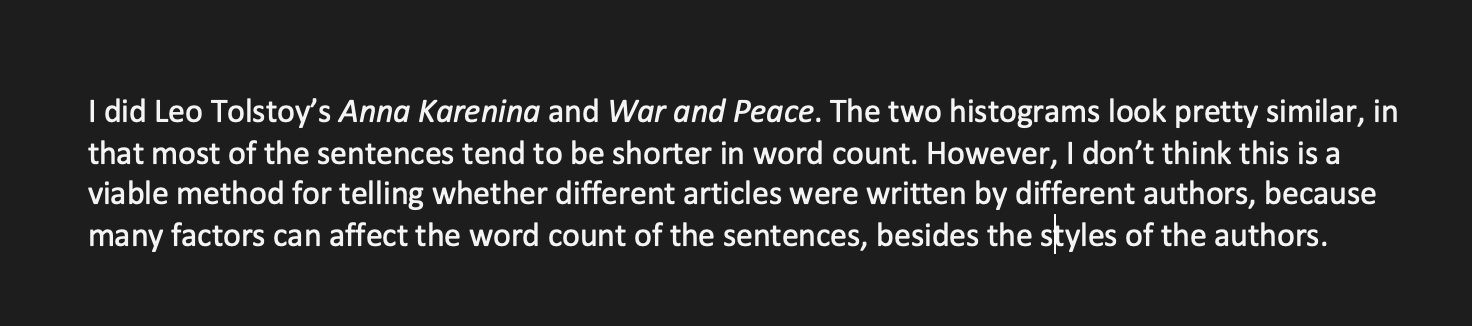 I did Leo Tolstoy’s Anna Karenina and War and Peace. The two histograms look pretty similar, in
that most of the sentences tend to be shorter in word count. However, I don’t think this is a
viable method for telling whether different articles were written by different authors, because
many factors can affect the word count of the sentences, besides the styles of the authors.